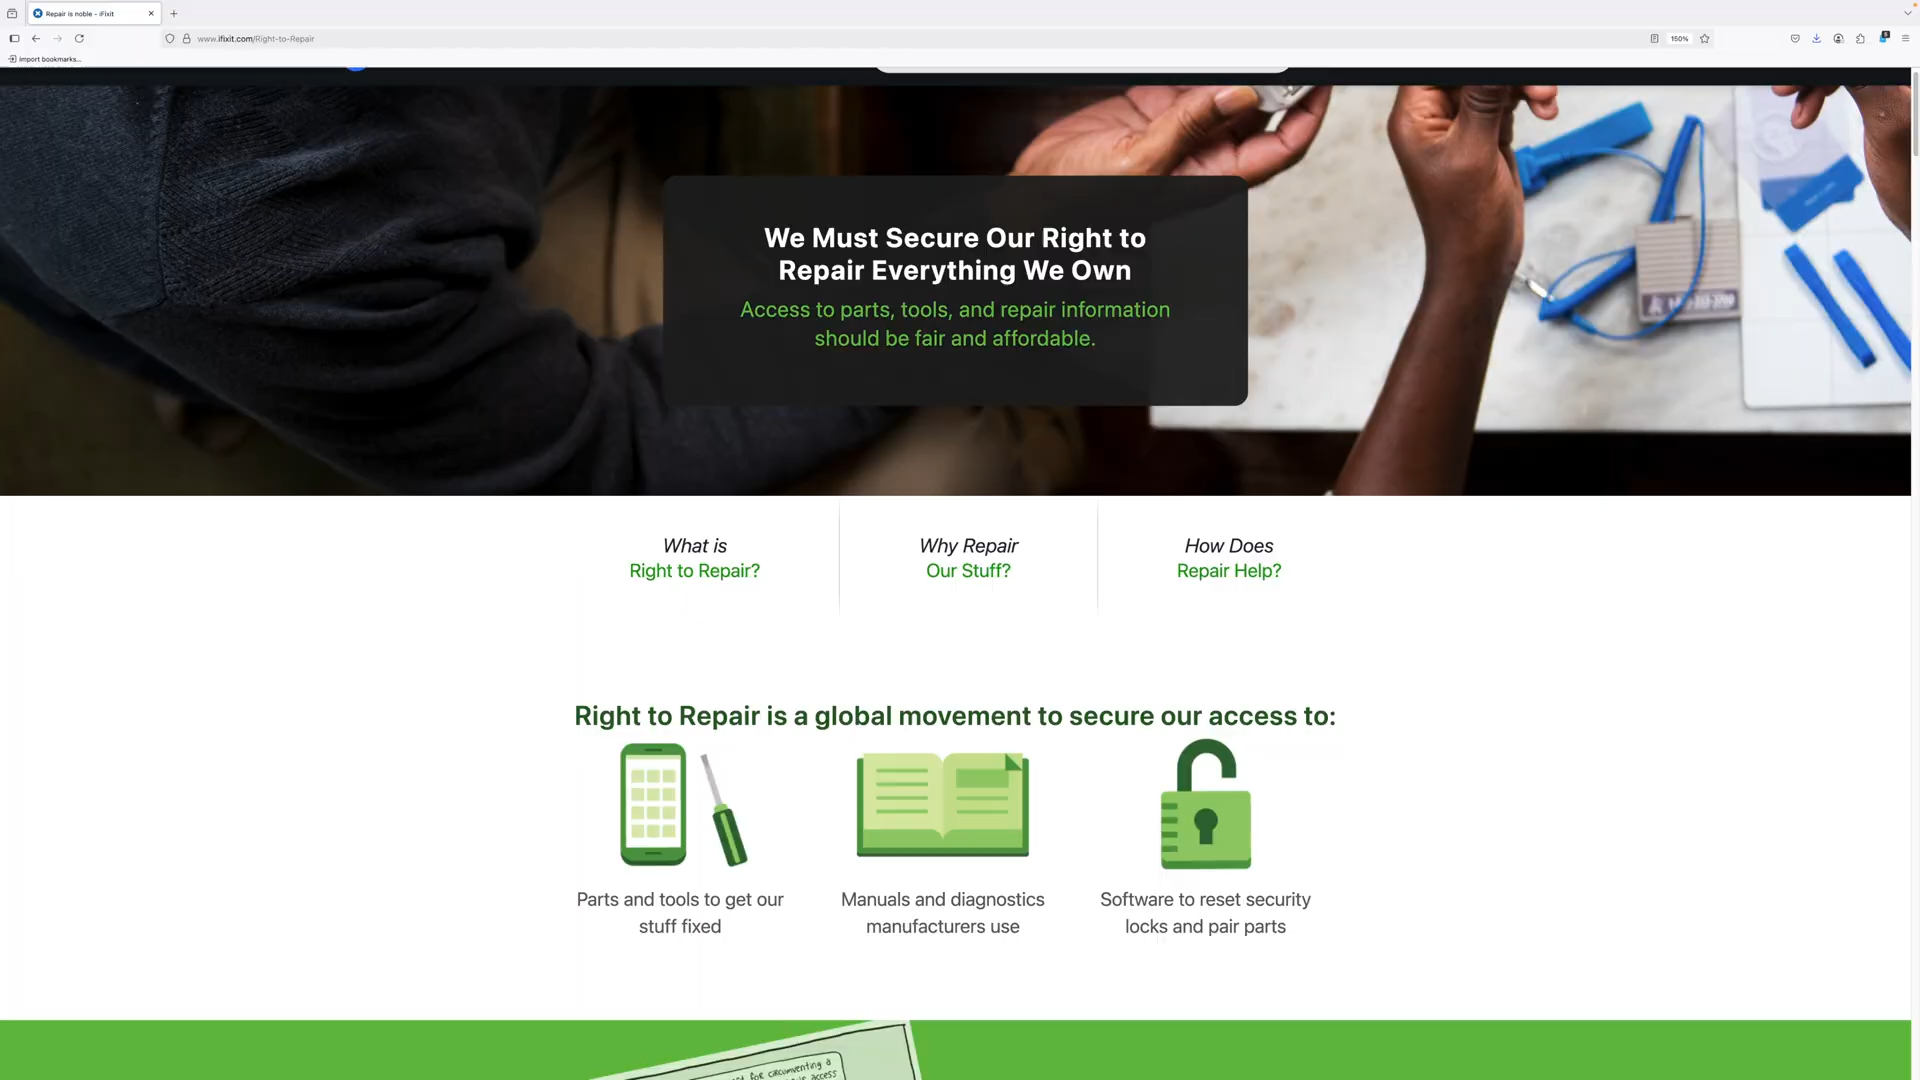 Repair is noble - iFixit
www.ifixit.com/Right-to-Repair
150%
Import bookmarks...
We Must Secure Our Right to
Repair Everything We Own
Access to parts, tools, and repair information
should be fair and affordable.
What is
Right to Repair?
Why Repair
Our Stuff?
How Does
Repair Help?
Right to Repair is a global movement to secure our access to:
Parts and tools to get our
stuff fixed
Manuals and diagnostics
manufacturers use
Software to reset security
locks and pair parts
for circumventing a
access